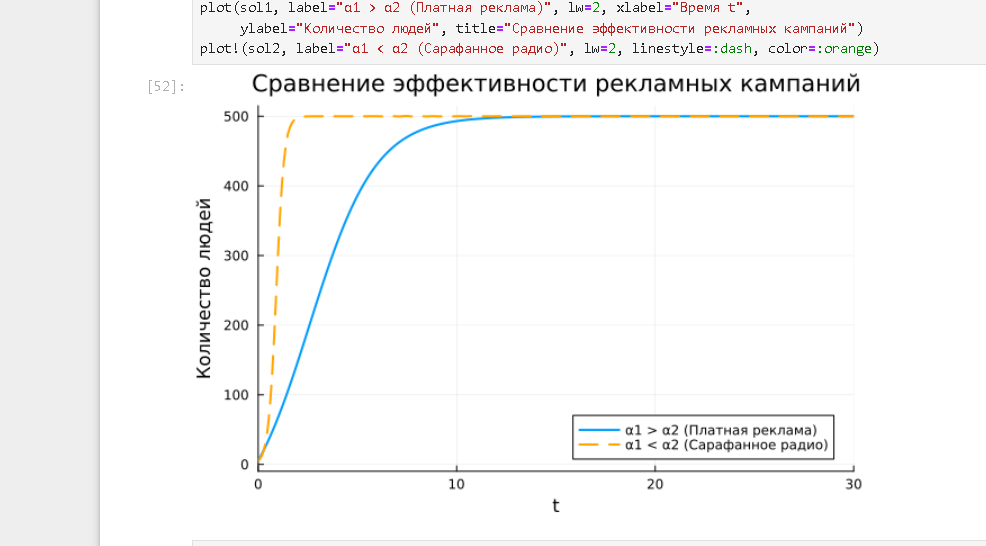 plot(sol1, label="α1 > α2 (Платная реклама)", lw=2, xlabel="Время t",
ylabel="Количество людей", title="Сравнение эффективности рекламных кампаний")
plot!(sol2, label="α1 < α2 (Сарафанное радио)", lw=2, linestyle=:dash, color=:orange)
[52]:
Сравнение эффективности рекламных кампаний
Количество людей
500
400
300
200
100
0
α1 > α2 (Платная реклама)
α1 < α2 (Сарафанное радио)
0 10 20 30
t